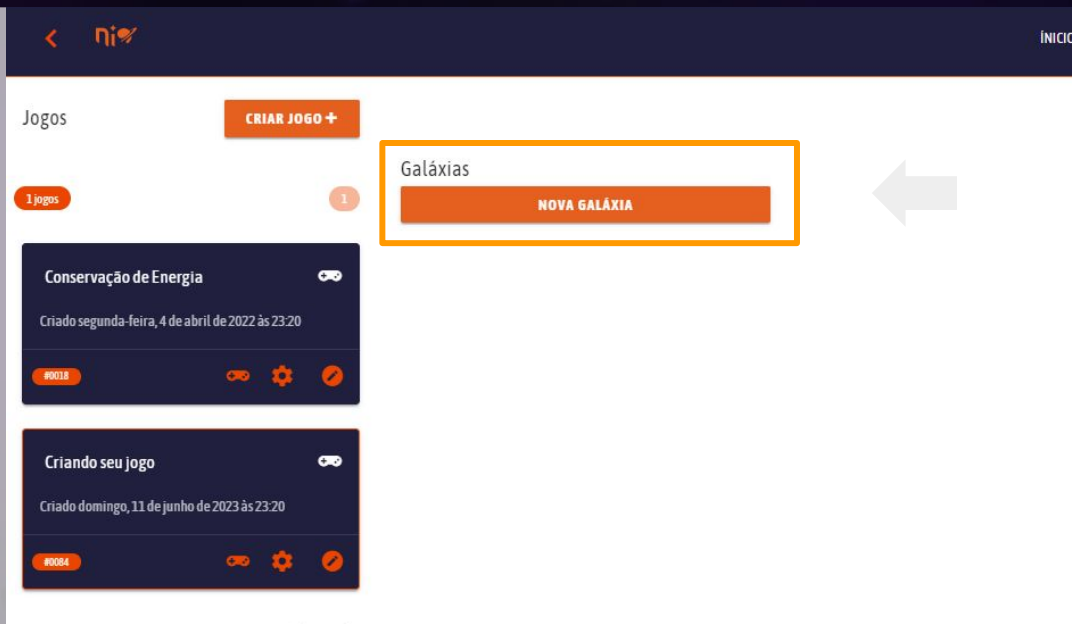 nio
ÍNICIO
Jogos
CRIAR JOGO +
1 jogos
1
Conservação de Energia
Criado segunda-feira, 4 de abril de 2022 às 23:20
#0018
Criando seu jogo
Criado domingo, 11 de junho de 2023 às 23:20
#0084
Galáxias
NOVA GALÁXIA